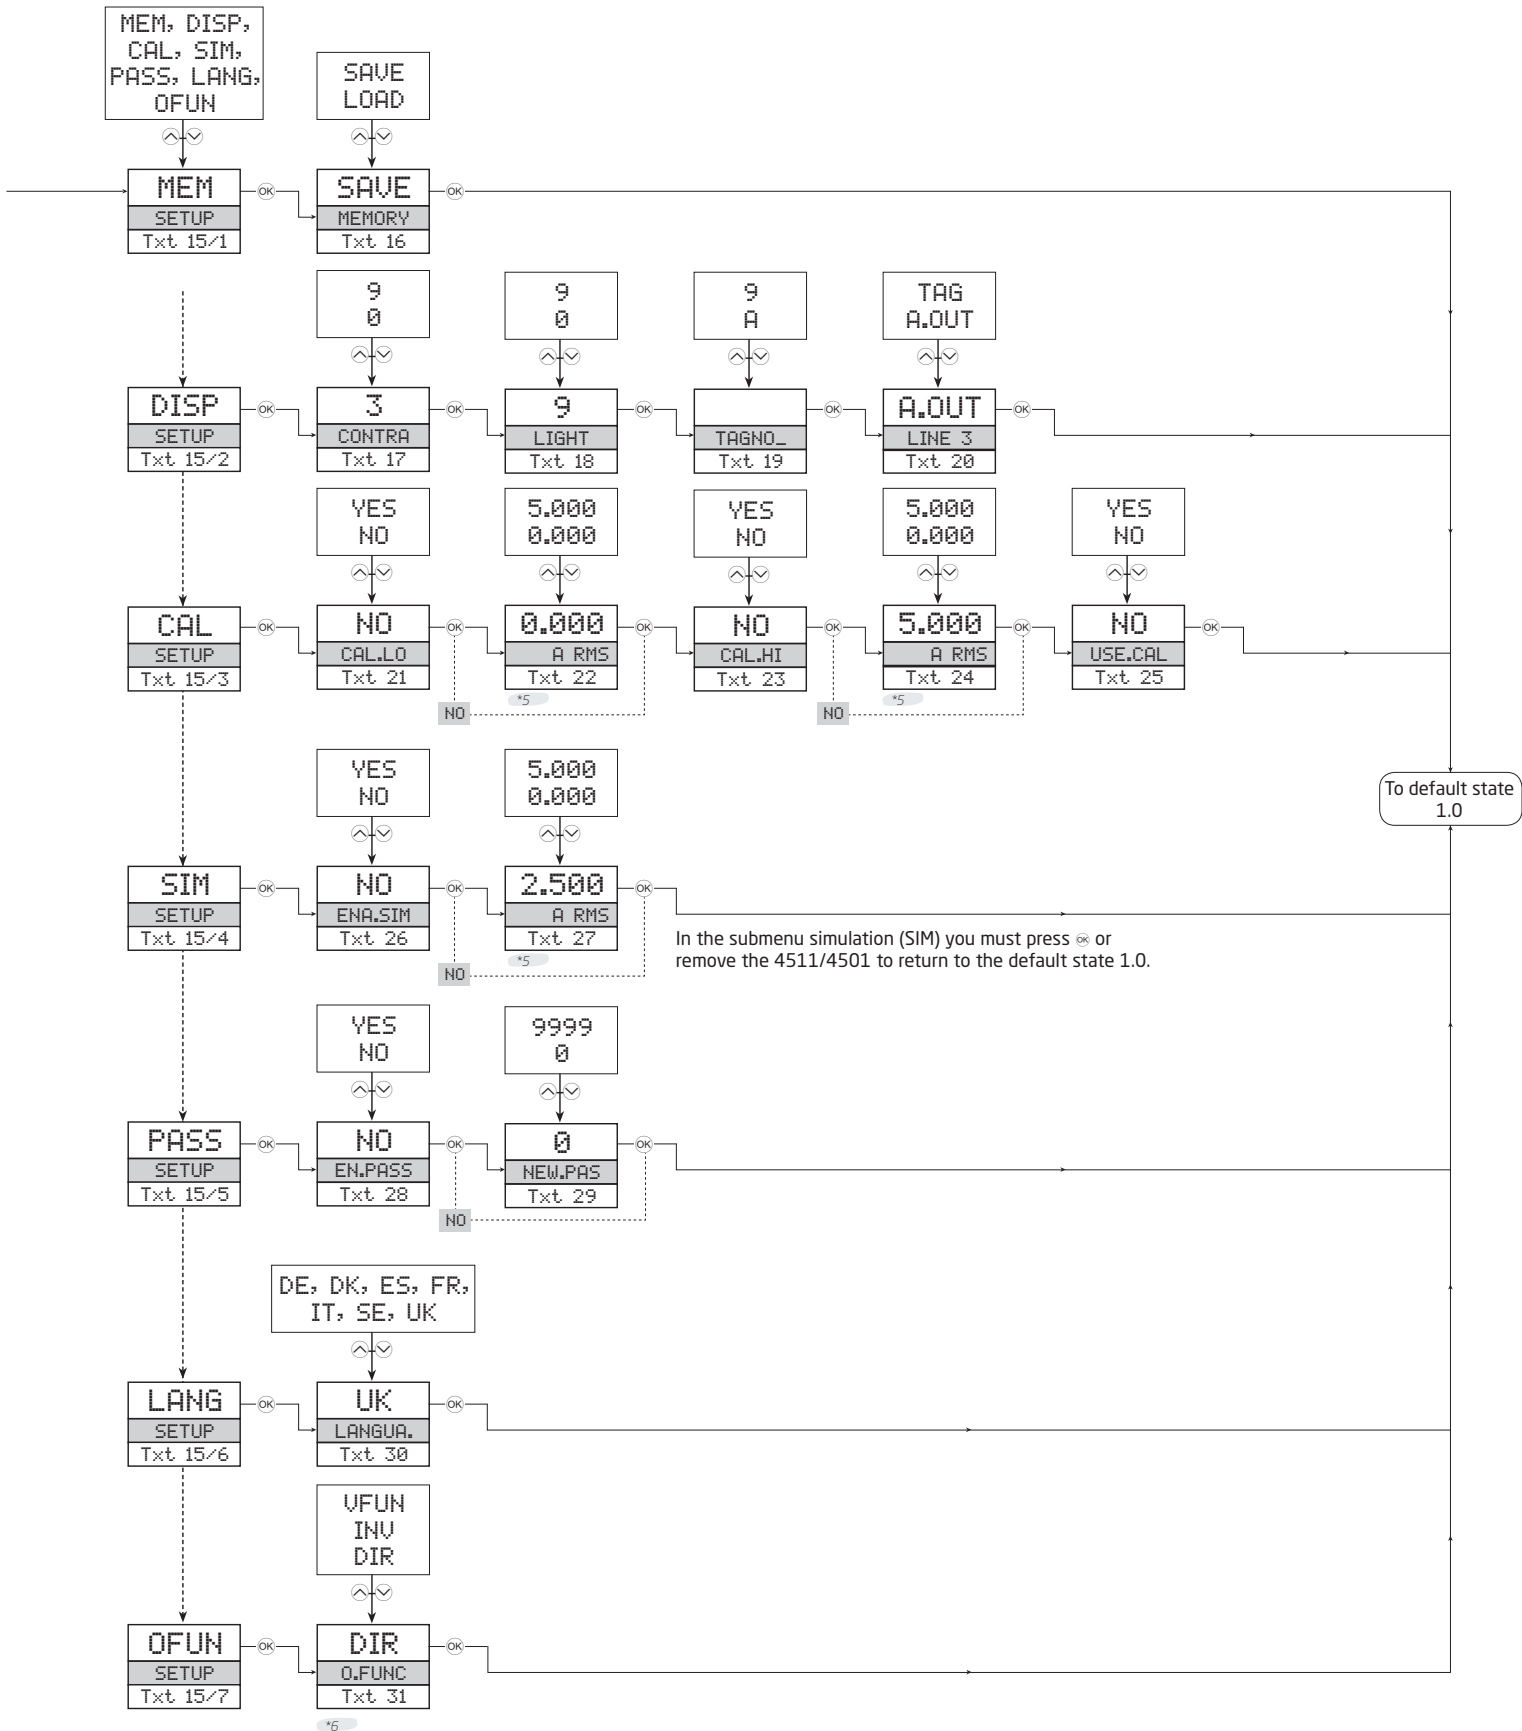 MEM, DISP,
CAL, SIM,
PASS, LANG,
OFUN
SAVE
LOAD
MEM
SETUP
Txt 15/1
OK
SAVE
MEMORY
Txt 16
OK
9
0
9
0
9
A
TAG
A.OUT
DISP
SETUP
Txt 15/2
OK
3
CONTRA
Txt 17
OK
9
LIGHT
Txt 18
OK
TAGNO_
Txt 19
OK
A.OUT
LINE 3
Txt 20
OK
YES
NO
5.000
0.000
YES
NO
5.000
0.000
YES
NO
CAL
SETUP
Txt 15/3
OK
NO
CAL.LO
Txt 21
OK
0.000
A RMS
Txt 22
OK
NO
CAL.HI
Txt 23
OK
5.000
A RMS
Txt 24
OK
NO
USE.CAL
Txt 25
OK
*5
*5
NO
NO
YES
NO
5.000
0.000
To default state
1.0
SIM
SETUP
Txt 15/4
OK
NO
ENA.SIM
Txt 26
OK
2.500
A RMS
Txt 27
OK
*5
NO
In the submenu simulation (SIM) you must press OK or
remove the 4511/4501 to return to the default state 1.0.
YES
NO
9999
0
PASS
SETUP
Txt 15/5
OK
NO
EN.PASS
Txt 28
OK
0
NEW.PAS
Txt 29
OK
NO
DE, DK, ES, FR,
IT, SE, UK
LANG
SETUP
Txt 15/6
OK
UK
LANGUA.
Txt 30
OK
VFUN
INV
DIR
OFUN
SETUP
Txt 15/7
OK
DIR
O.FUNC
Txt 31
OK
*6